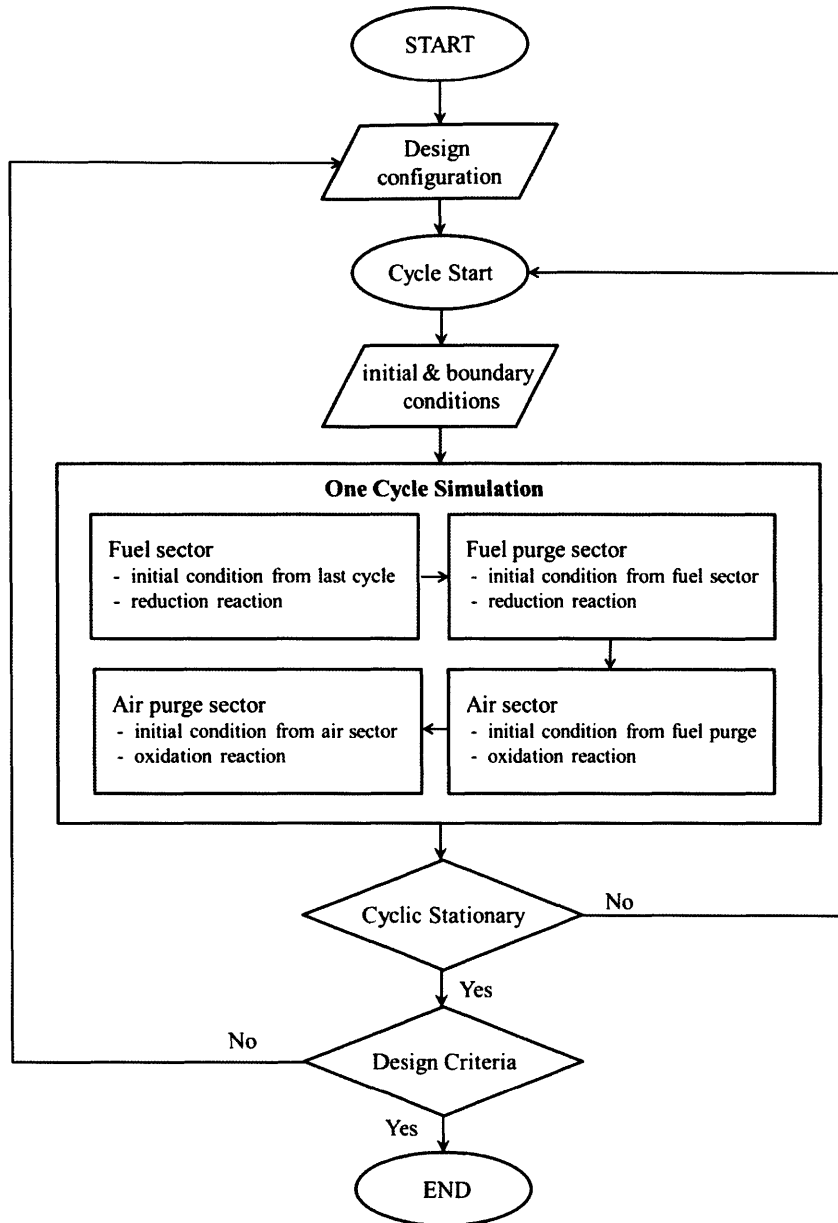 START
Design
configuration
Cycle Start
initial & boundary
conditions
One Cycle Simulation
Fuel sector
- initial condition from last cycle
- reduction reaction
Fuel purge sector
- initial condition from fuel sector
- reduction reaction
Air purge sector
- initial condition from air sector
- oxidation reaction
Air sector
- initial condition from fuel purge
- oxidation reaction
Cyclic Stationary
No
Yes
No
Design Criteria
Yes
END